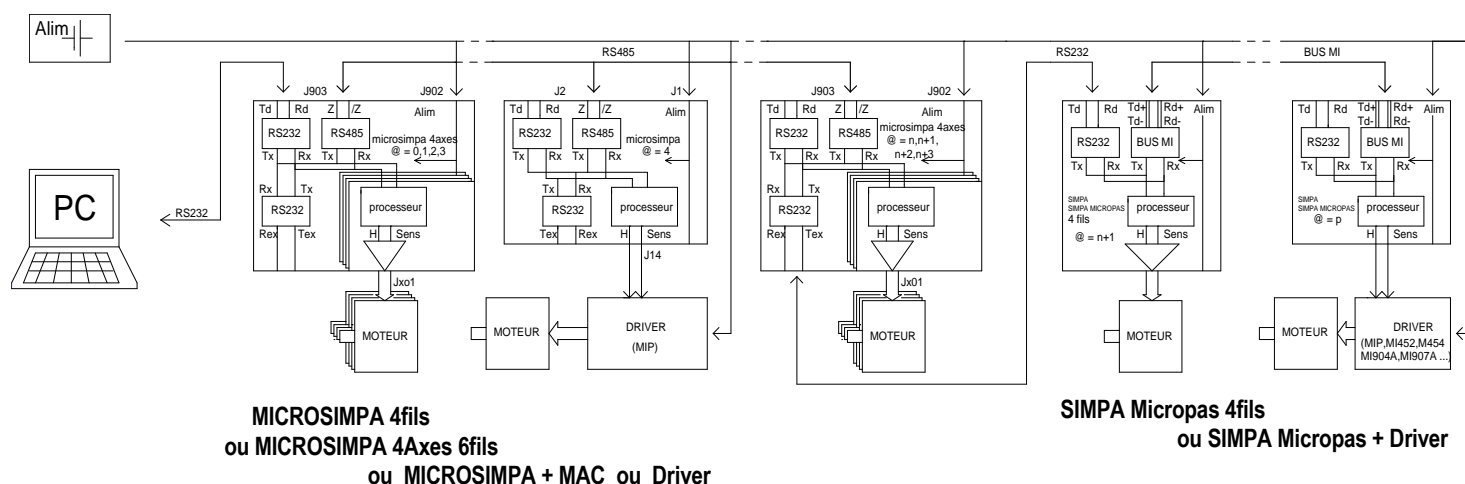 Alim
RS485
RS232
BUS MI
J903
J902
J2
J1
J903
J902
Td Rd Z /Z Alim
Td Rd Z /Z Alim
Td Rd Z /Z Alim
Td Rd Td+ Rd+ Alim
Td- Rd-
Td Rd Td+ Rd+ Alim
Td- Rd-
RS232 RS485
microsimpa 4axes
@ = 0,1,2,3
RS232 RS485
microsimpa
@ = 4
RS232 RS485
microsimpa 4axes
@ = n,n+1,
n+2,n+3
RS232 BUS MI
RS232 BUS MI
Tx Rx Tx Rx
Tx Rx Tx Rx
Tx Rx Tx Rx
Tx Rx Tx Rx
Tx Rx Tx Rx
PC
RS232
Rx Tx
RS232
processeur
Rex Tex
H Sens
Tx Rx
RS232
processeur
Tex Rex
H Sens
J14
Rx Tx
RS232
processeur
Rex Tex
H Sens
SIMPA
SIMPA MICROPAS
4 fils
@ = n+1
processeur
H Sens
SIMPA
SIMPA MICROPAS
@ = p
processeur
H Sens
Jxo1
Jx01
MOTEUR
MOTEUR
DRIVER
(MIP)
MOTEUR
MOTEUR
MOTEUR
DRIVER
(MIP,MI452,M454
MI904A,MI907A ...)
MICROSIMPA 4fils
ou MICROSIMPA 4Axes 6fils
ou MICROSIMPA + MAC ou Driver
SIMPA Micropas 4fils
ou SIMPA Micropas + Driver